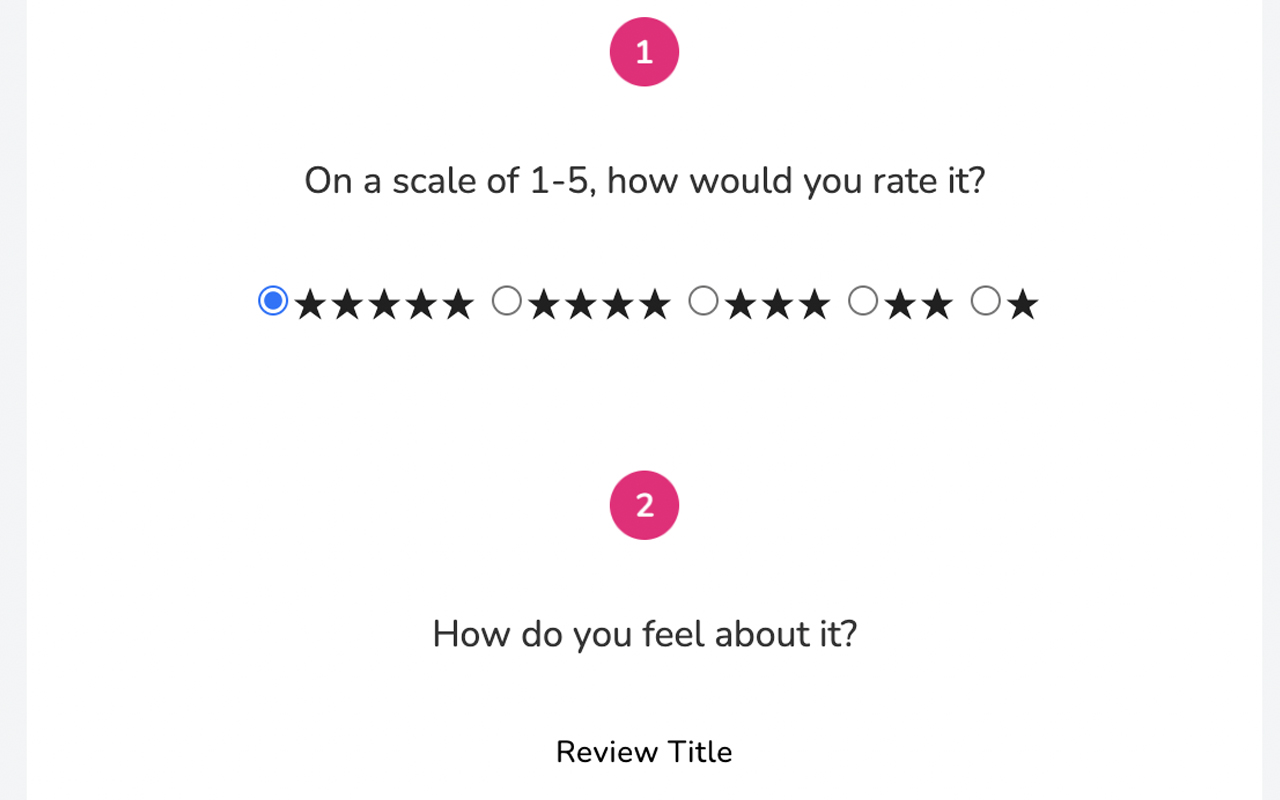 1
On a scale of 1-5, how would you rate it?
★★★★★ ★★★★ ★★★ ★★ ★
2
How do you feel about it?
Review Title